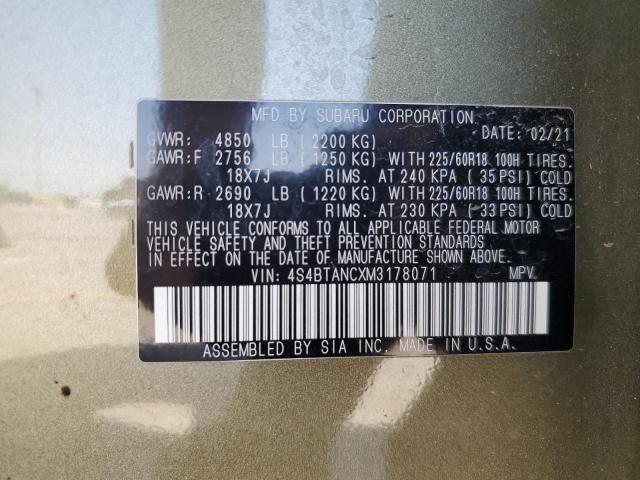 MFD BY SUBARU CORPORATION
GVWR: 4850 LB (2200 KG) DATE: 02/21
GAWR:F 2756 LB (1250 KG) WITH 225/60R18 100H TIRES.
18X7J RIMS. AT 240 KPA (35 PSI) COLD
GAWR:R 2690 LB (1220 KG) WITH 225/60R18 100H TIRES.
18X7J RIMS. AT 230 KPA (33 PSI) COLD
THIS VEHICLE CONFORMS TO ALL APPLICABLE FEDERAL MOTOR
VEHICLE SAFETY AND THEFT PREVENTION STANDARDS
IN EFFECT ON THE DATE OF MANUFACTURE SHOWN ABOVE.
VIN: 4S4BTANCXM3178071 MPV
ASSEMBLED BY SIA INC. MADE IN U.S.A.